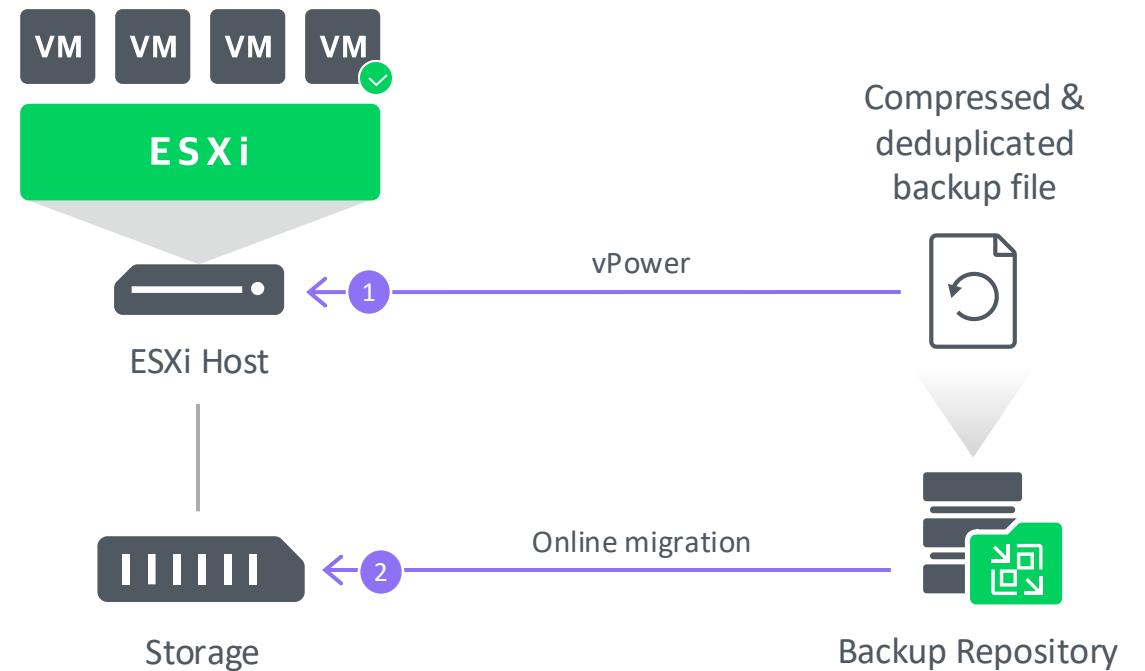 VM VM VM VM
ESXi
Compressed &
deduplicated
backup file
vPower
1
ESXi Host
Online migration
2
Storage
Backup Repository